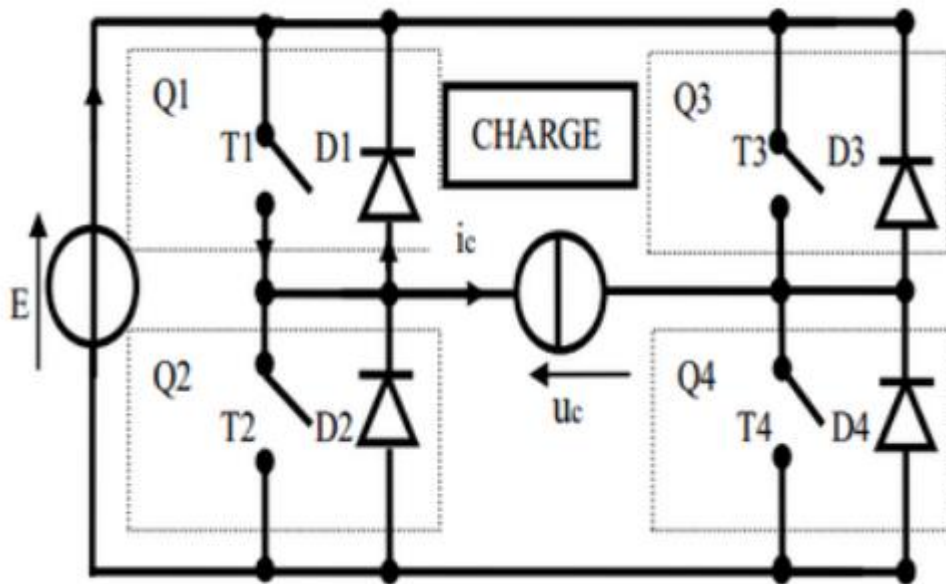 Q1
T1 D1
CHARGE
Q3
T3 D3
E
ic
Q2
T2 D2
uc
Q4
T4 D4